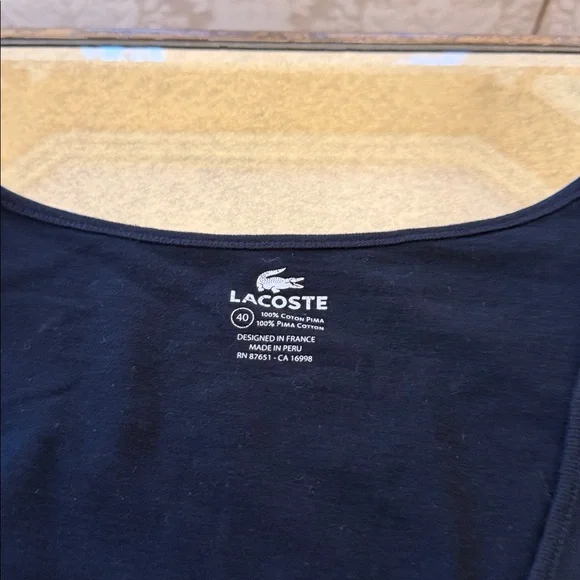 LACOSTE
40
100% COTON PIMA
100% PIMA COTTON
DESIGNED IN FRANCE
MADE IN PERU
RN 87651 - CA 16998